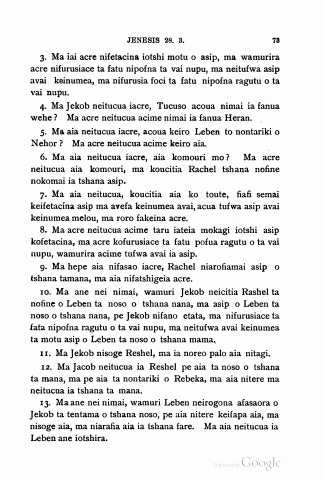 JENESIS 28. 3. 73
3. Ma iai acre nifetacina iotshi motu o asip, ma wamurira
acre nifurusiace ta fatu nipofna ta vai nupu, ma neitufwa asip
avai keinumea, ma nifurusia foci ta fatu nipofna ragutu o ta
vai nupu.
4. Ma Jekob neitucua iacre, Tucuso acoua nimai ia fanua
wehe? Ma acre neitucua acime nimai ia fanua Heran.
5. Ma aia neitucua iacre, acoua keiro Leben to nontariki o
Nehor? Ma acre neitucua acime keiro aia.
6. Ma aia neitucua iacre, aia komouri mo? Ma acre
neitucua aia komouri, ma koucitia Rachel tshana nofine
nokomai ia tshana asip.
7. Ma aia neitucua, koucitia aia ko toute, fiafi semai
keifetacina asip ma avefa keinumea avai, acua tufwa asip avai
keinumea melou, ma roro fakeina acre.
8. Ma acre neitucua acime taru iateia mokagi iotshi asip
kofetacina, ma acre kofurusiace ta fatu pofua ragutu o ta vai
nupu, wamurira acime tufwa avai ia asip.
9. Ma hepe aia nifasao iacre, Rachel niarofiamai asip o
tshana tamana, ma aia nifatshigeia acre.
10. Ma ane nei nimai, wamuri Jekob neicitia Rashel ta
nofine o Leben ta noso o tshana nana, ma asip o Leben ta
noso o tshana nana, pe Jekob nifano etata, ma nifurusiace ta
fata nipofna ragutu o ta vai nupu, ma neitufwa avai keinumea
ta motu asip o Leben ta noso o tshana mama.
11. Ma Jekob nisoge Reshel, ma ia noreo palo aia nitagi.
12. Ma Jacob neitucua ia Reshel pe aia ta noso o tshana
ta mana, ma pe aia ta nontariki o Rebeka, ma aia nitere ma
neitucua ia tshana ta mana.
13. Ma ane nei nimai, wamuri Leben neirogona afasaora o
Jekob ta tentama o tshana noso, pe aia nitere keifapa aia, ma
nisoge aia, ma niarafia aia ia tshana fare. Ma aia neitucua ia
Leben ane iotshira.
Digitized by Google